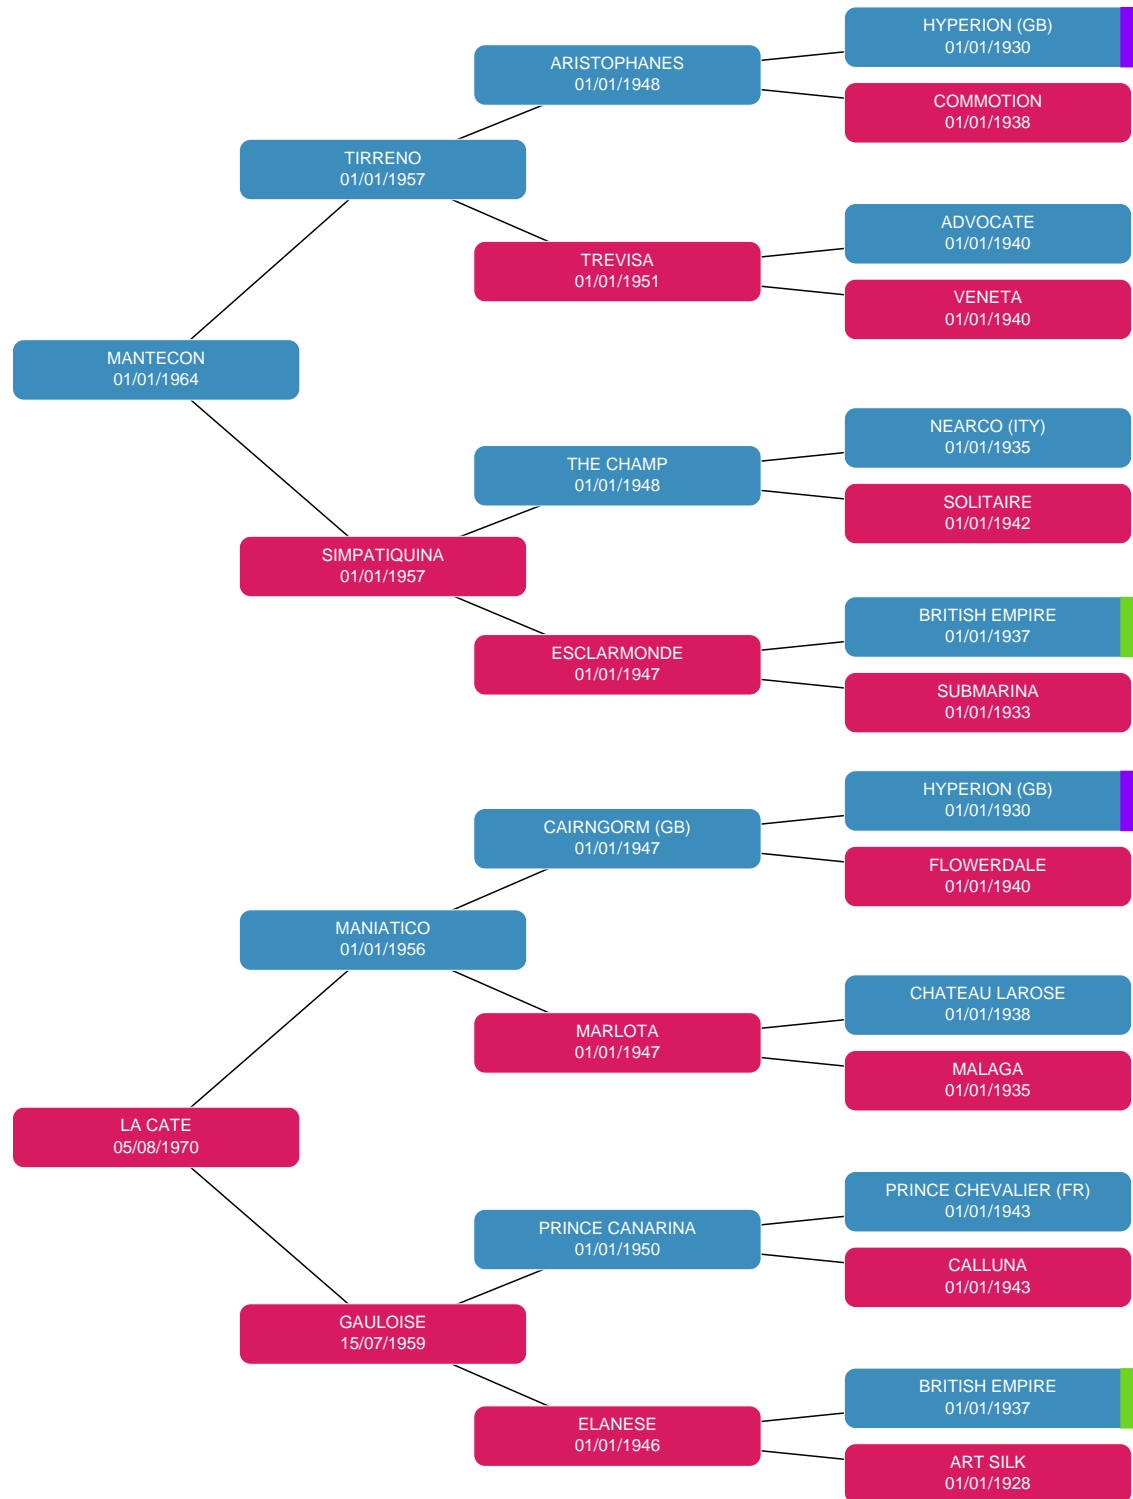 HYPERION (GB)
01/01/1930
ARISTOPHANES
01/01/1948
COMMOTION
01/01/1938
TIRRENO
01/01/1957
ADVOCATE
01/01/1940
TREVISA
01/01/1951
VENETA
01/01/1940
MANTECON
01/01/1964
NEARCO (ITY)
01/01/1935
THE CHAMP
01/01/1948
SOLITAIRE
01/01/1942
SIMPATIQUINA
01/01/1957
BRITISH EMPIRE
01/01/1937
ESCLARMONDE
01/01/1947
SUBMARINA
01/01/1933
HYPERION (GB)
01/01/1930
CAIRNGORM (GB)
01/01/1947
FLOWERDALE
01/01/1940
MANIATICO
01/01/1956
CHATEAU LAROSE
01/01/1938
MARLOTA
01/01/1947
MALAGA
01/01/1935
LA CATE
05/08/1970
PRINCE CHEVALIER (FR)
01/01/1943
PRINCE CANARINA
01/01/1950
CALLUNA
01/01/1943
GAULOISE
15/07/1959
BRITISH EMPIRE
01/01/1937
ELANESE
01/01/1946
ART SILK
01/01/1928